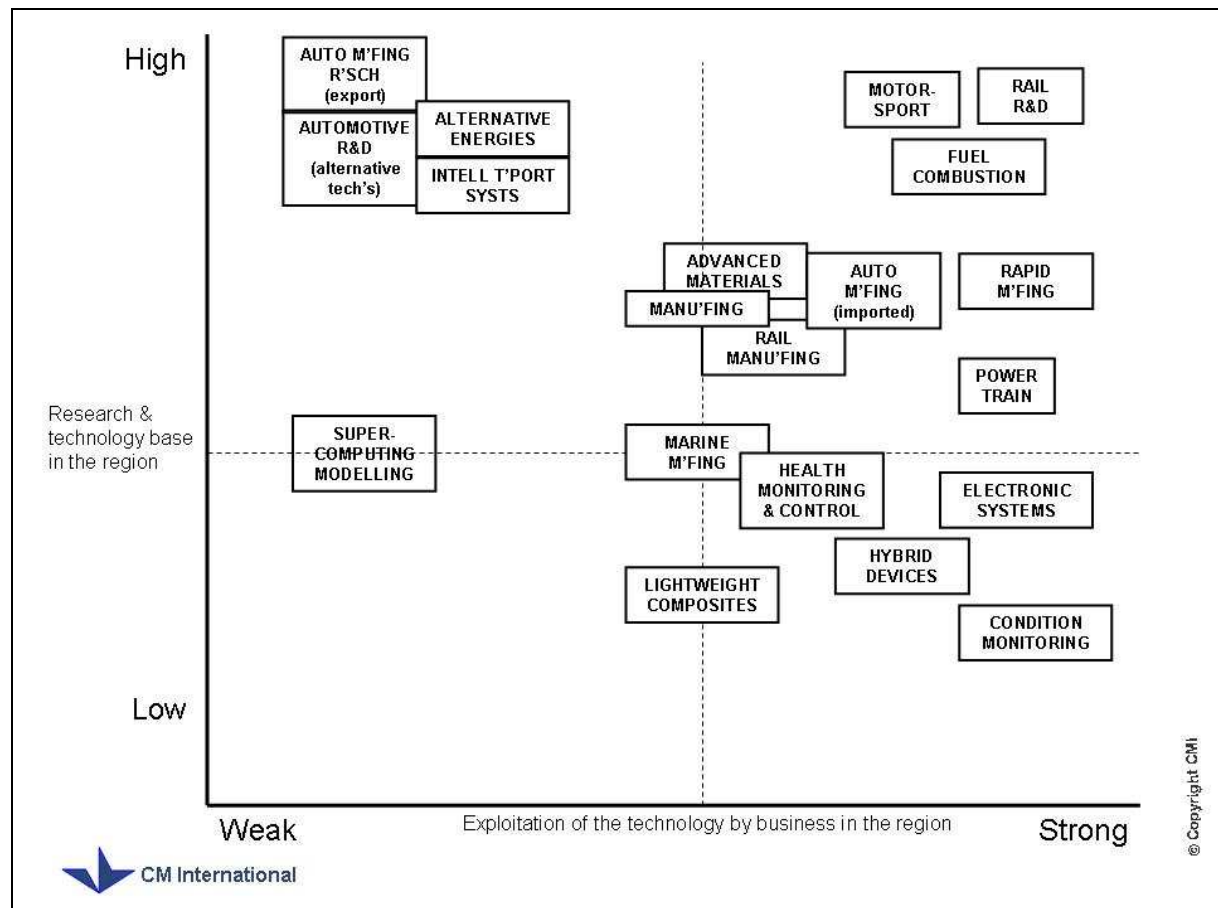 High
AUTO M'FING
R'SCH
(export)
AUTOMOTIVE
R&D
(alternative
tech's)
ALTERNATIVE
ENERGIES
INTELL T'PORT
SYSTS
MOTOR-
SPORT
RAIL
R&D
FUEL
COMBUSTION
ADVANCED
MATERIALS
MANU'FING
RAIL
MANU'FING
AUTO
M'FING
(imported)
RAPID
M'FING
POWER
TRAIN
Research &
technology base
in the region
SUPER-
COMPUTING
MODELLING
MARINE
M'FING
HEALTH
MONITORING
& CONTROL
ELECTRONIC
SYSTEMS
HYBRID
DEVICES
LIGHTWEIGHT
COMPOSITES
CONDITION
MONITORING
Low
Weak
Exploitation of the technology by business in the region
Strong
© Copyright CMI
CM International